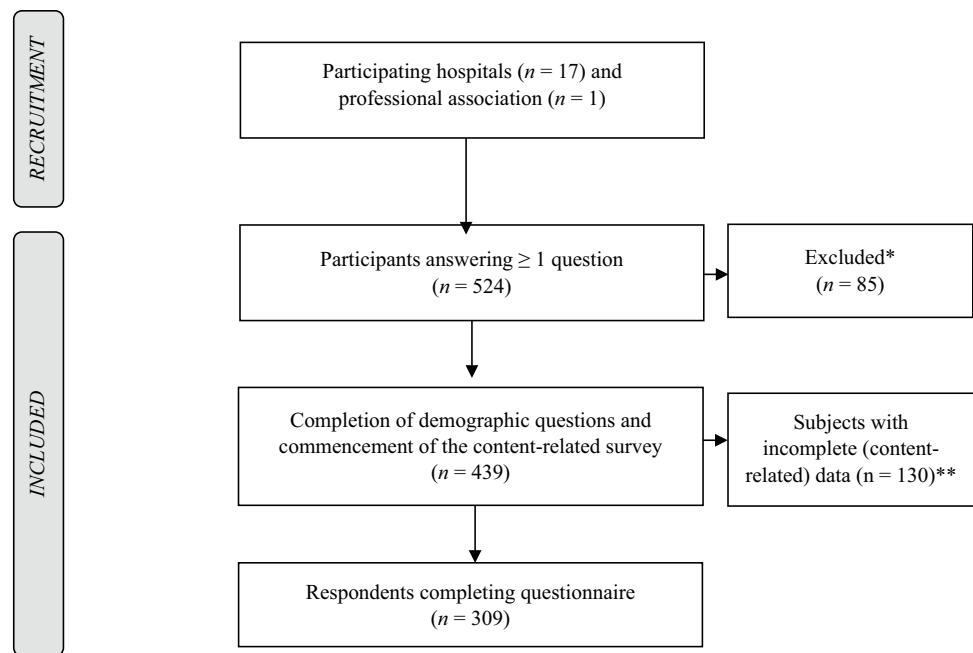 RECRUITMENT
Participating hospitals (n = 17) and
professional association (n = 1)
INCLUDED
Participants answering ≥ 1 question
(n = 524)
Excluded*
(n = 85)
Completion of demographic questions and
commencement of the content-related survey
(n = 439)
Subjects with
incomplete (content-
related) data (n = 130)**
Respondents completing questionnaire
(n = 309)